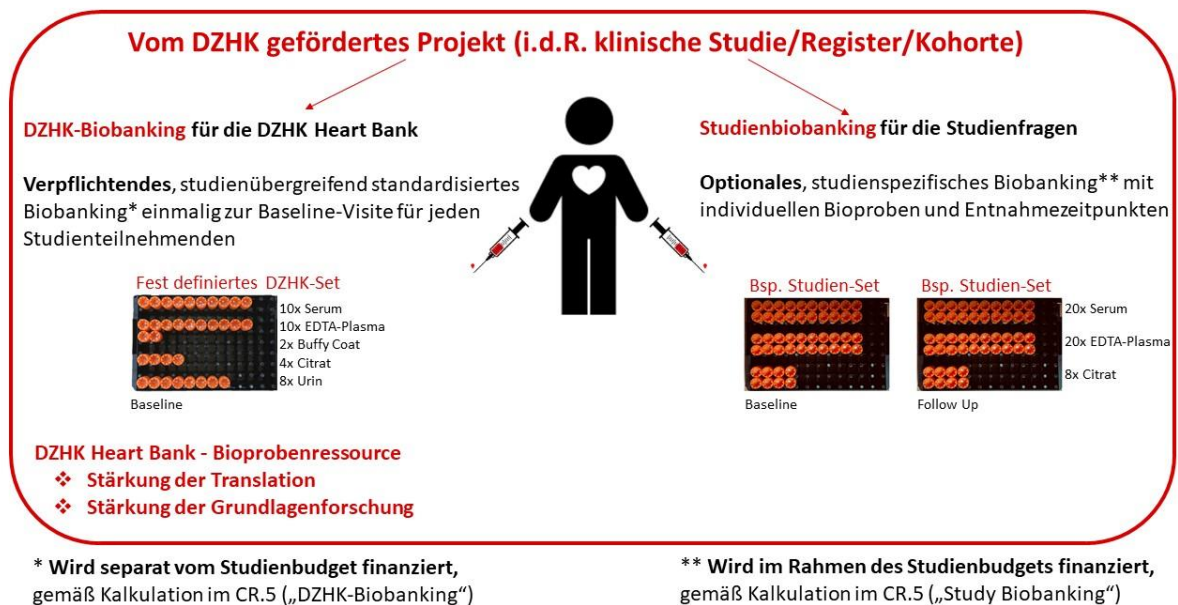 Vom DZHK gefördertes Projekt (i.d.R. klinische Studie/Register/Kohorte)
DZHK-Biobanking für die DZHK Heart Bank
Verpflichtendes, studienübergreifend standardisiertes
Biobanking* einmalig zur Baseline-Visite für jeden
Studienteilnehmenden
Fest definiertes DZHK-Set
10x Serum
10x EDTA-Plasma
2x Buffy Coat
4x Citrat
8x Urin
Baseline
Studienbiobanking für die Studienfragen
Optionales, studienspezifisches Biobanking** mit
individuellen Bioproben und Entnahmezeitpunkten
Bsp. Studien-Set
Bsp. Studien-Set
20x Serum
20x EDTA-Plasma
8x Citrat
Baseline
Follow Up
DZHK Heart Bank - Bioprobenressource
❖ Stärkung der Translation
❖ Stärkung der Grundlagenforschung
* Wird separat vom Studienbudget finanziert,
gemäß Kalkulation im CR.5 („DZHK-Biobanking“)
** Wird im Rahmen des Studienbudgets finanziert,
gemäß Kalkulation im CR.5 („Study Biobanking“)